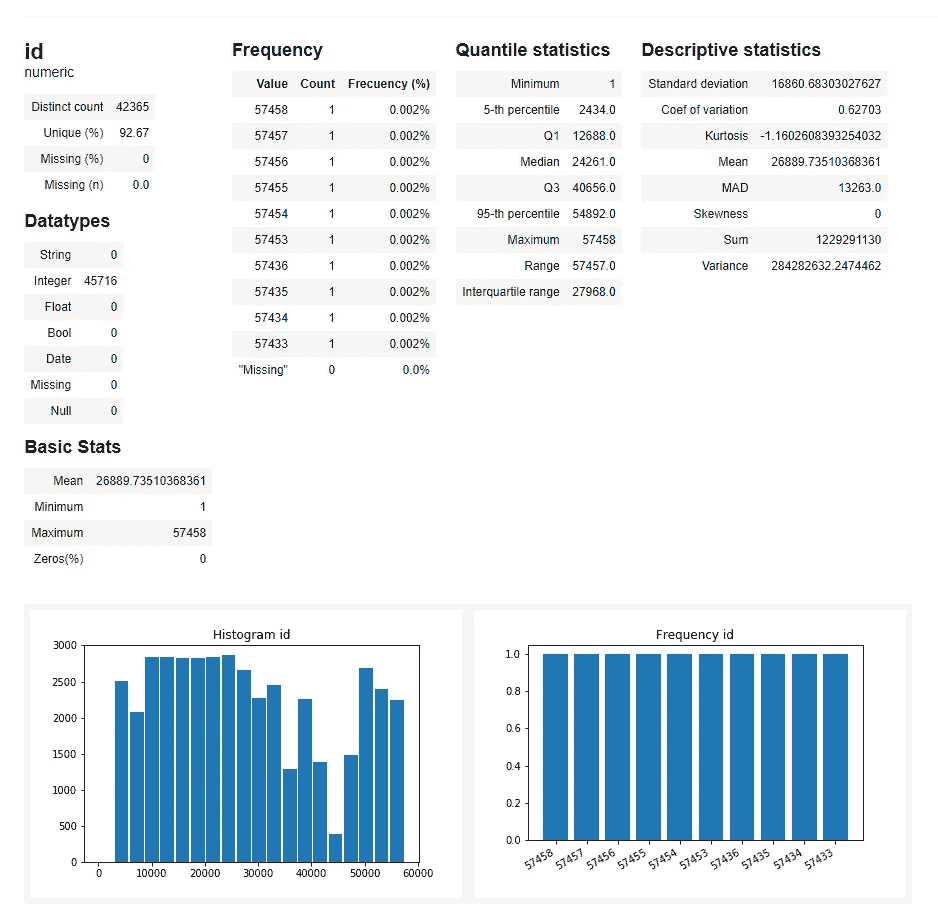 id
numeric
Distinct count 42365
Unique (%) 92.67
Missing (%) 0
Missing (n) 0.0
Datatypes
String 0
Integer 45716
Float 0
Bool 0
Date 0
Missing 0
Null 0
Basic Stats
Mean 26889.73510368361
Minimum 1
Maximum 57458
Zeros(%) 0
Frequency
Value Count Frecuency (%)
57458 1 0.002%
57457 1 0.002%
57456 1 0.002%
57455 1 0.002%
57454 1 0.002%
57453 1 0.002%
57436 1 0.002%
57435 1 0.002%
57434 1 0.002%
57433 1 0.002%
"Missing" 0 0.0%
Quantile statistics
Minimum 1
5-th percentile 2434.0
Q1 12688.0
Median 24261.0
Q3 40656.0
95-th percentile 54892.0
Maximum 57458
Range 57457.0
Interquartile range 27968.0
Descriptive statistics
Standard deviation 16860.68303027627
Coef of variation 0.62703
Kurtosis -1.1602608393254032
Mean 26889.73510368361
MAD 13263.0
Skewness 0
Sum 1229291130
Variance 284282632.2474462
Histogram id
3000
2500
2000
1500
1000
500
0
0 10000 20000 30000 40000 50000 60000
Frequency id
1.0
0.8
0.6
0.4
0.2
0.0
57458 57457 57456 57455 57454 57453 57436 57435 57434 57433